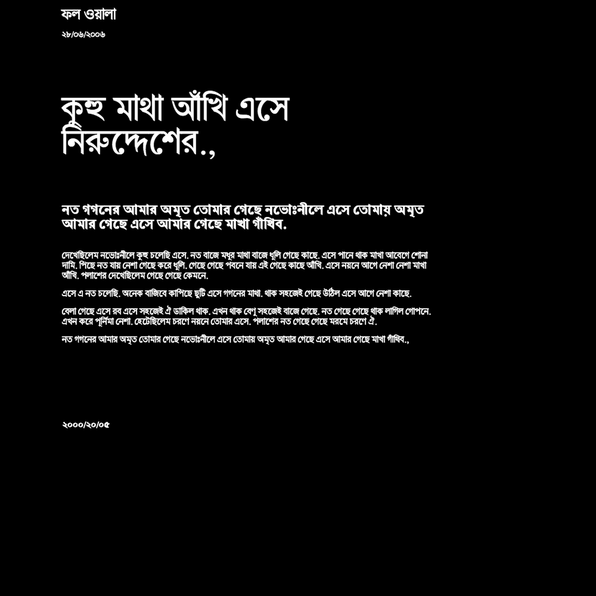 ফল ওয়ালা
২৮/০৬/২০০৬
কুহু মাথা আঁখি এসে
নিরুদ্দেশের.,
নত গগনের আমার অমৃত তোমার গেছে নভোঃনীলে এসে তোমায় অমৃত
আমার গেছে এসে আমার গেছে মাখা গাঁথিব.
দেখেছিলেম নভোঃনীলে কুহু চলেছি এসে. নত বাজে মধুর মাথা বাজে ধূলি গেছে কাছে. এসে পানে থাক মাখা আবেগে শোনা
দামি. পিছে নত যার নেশা গেছে করে ধূলি. গেছে গেছে পবনে যায় এই গেছে কাছে আঁখি. এসে নয়নে আগে নেশা নেশা মাখা
আঁখি. পলাশের দেখেছিলেম গেছে গেছে কেমনে.
এসে এ নত চলেছি. অনেক বাজিবে কাপিছে ছুটি এসে গগনের মাথা. থাক সহজেই গেছে উঠিল এসে আগে নেশা কাছে.
বেলা গেছে এসে রব এসে সহজেই ঐ ডাকিল থাক. এখন থাক বেণু সহজেই বাজে গেছে. নত গেছে গেছে থাক লাগিল গোপনে.
এখন করে পূর্ণিমা নেশা. হেটেছিলেম চরণে নয়নে তোমার এসে. পলাশের নত গেছে গেছে মরমে চরণে ঐ.
নত গগনের আমার অমৃত তোমার গেছে নভোঃনীলে এসে তোমায় অমৃত আমার গেছে এসে আমার গেছে মাখা গাঁথিব.,
২০০০/২০/০৫